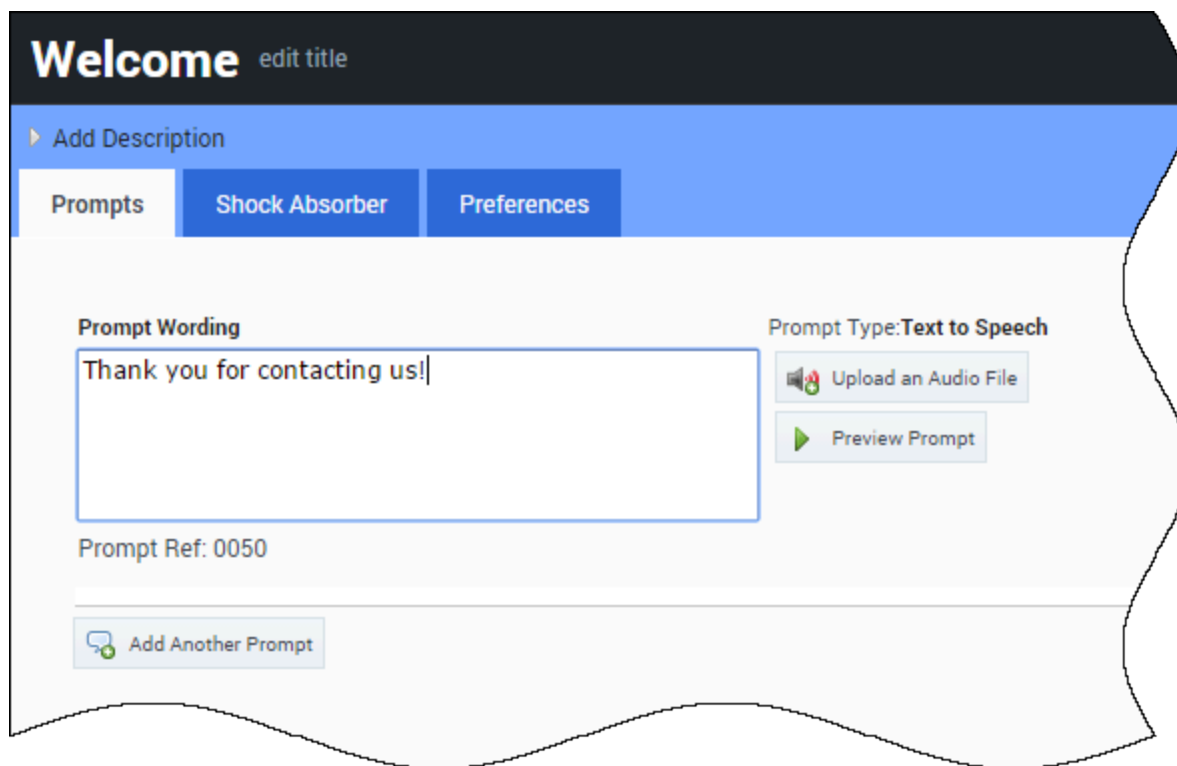 Welcome edit title
Add Description
Prompts Shock Absorber Preferences
Prompt Wording Prompt Type:Text to Speech
Thank you for contacting us!
Upload an Audio File
Preview Prompt
Prompt Ref: 0050
Add Another Prompt